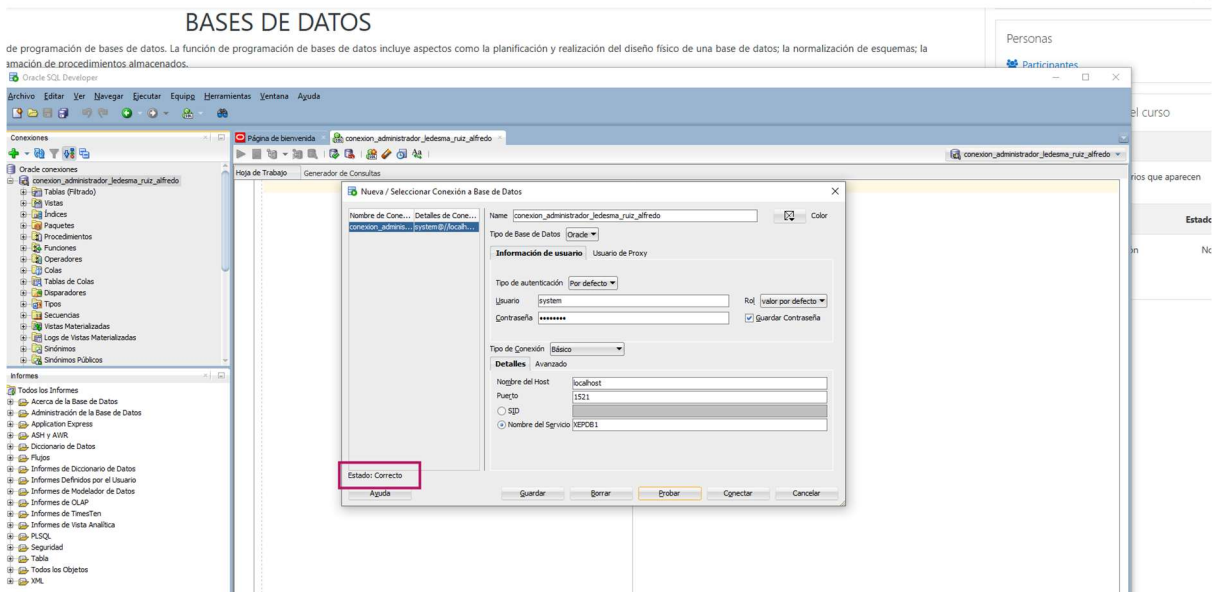 BASES DE DATOS
de programación de bases de datos. La función de programación de bases de datos incluye aspectos como la planificación y realización del diseño físico de una base de datos; la normalización de esquemas; la
amación de procedimientos almacenados.
Personas
Participantes
el curso
rios que aparecen
Estado
ón
No
Oracle SQL Developer
Archivo Editar Ver Navegar Ejecutar Equipo Herramientas Ventana Ayuda
Conexiones
Oracle conexiones
conexion_administrador_ledesma_ruiz_alfredo
Tablas (Filtrado)
Vistas
Índices
Paquetes
Procedimientos
Funciones
Operadores
Colas
Tablas de Colas
Disparadores
Tipos
Secuencias
Vistas Materializadas
Logs de Vistas Materializadas
Sinónimos
Sinónimos Públicos
Informes
Todos los Informes
Acerca de la Base de Datos
Administración de la Base de Datos
Application Express
ASH y AWR
Diccionario de Datos
Flujos
Informes de Diccionario de Datos
Informes Definidos por el Usuario
Informes de Modelador de Datos
Informes de OLAP
Informes de TimesTen
Informes de Vista Analítica
PLSQL
Seguridad
Tabla
Todos los Objetos
XML
Página de bienvenida
conexion_administrador_ledesma_ruiz_alfredo
conexion_administrador_ledesma_ruiz_alfredo
Hoja de Trabajo Generador de Consultas
Nueva / Seleccionar Conexión a Base de Datos
Nombre de Cone... Detalles de Cone...
conexion_adminis... system@//localh...
Name conexion_administrador_ledesma_ruiz_alfredo Color
Tipo de Base de Datos Oracle
Información de usuario Usuario de Proxy
Tipo de autenticación Por defecto
Usuario system Rol valor por defecto
Contraseña •••••••• Guardar Contraseña
Tipo de Conexión Básico
Detalles Avanzado
Nombre del Host localhost
Puerto 1521
SID
Nombre del Servicio XEPDB1
Estado: Correcto
Ayuda Guardar Borrar Probar Conectar Cancelar